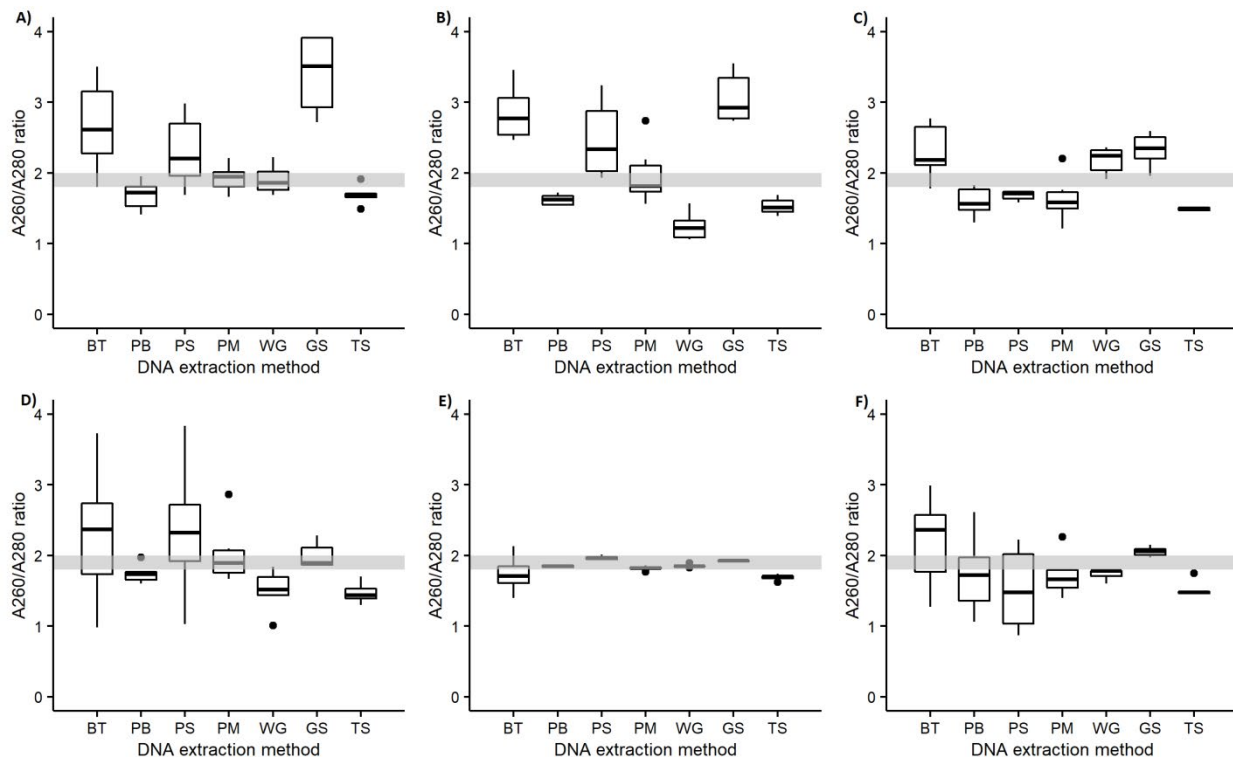 A)
A260/A280 ratio
4
3
2
1
0
BT PB PS PM WG GS TS
DNA extraction method
B)
A260/A280 ratio
4
3
2
1
0
BT PB PS PM WG GS TS
DNA extraction method
C)
A260/A280 ratio
4
3
2
1
0
BT PB PS PM WG GS TS
DNA extraction method
D)
A260/A280 ratio
4
3
2
1
0
BT PB PS PM WG GS TS
DNA extraction method
E)
A260/A280 ratio
4
3
2
1
0
BT PB PS PM WG GS TS
DNA extraction method
F)
A260/A280 ratio
4
3
2
1
0
BT PB PS PM WG GS TS
DNA extraction method